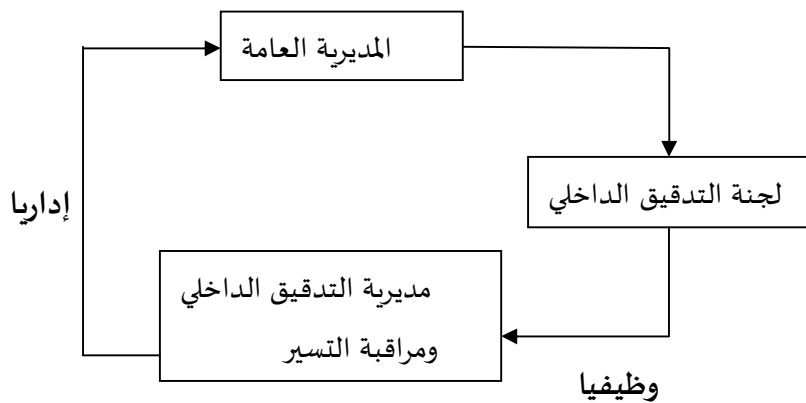 المديرية العامة
لجنة التدقيق الداخلي
إداريا
مديرية التدقيق الداخلي
ومراقبة التسير
وظيفيا